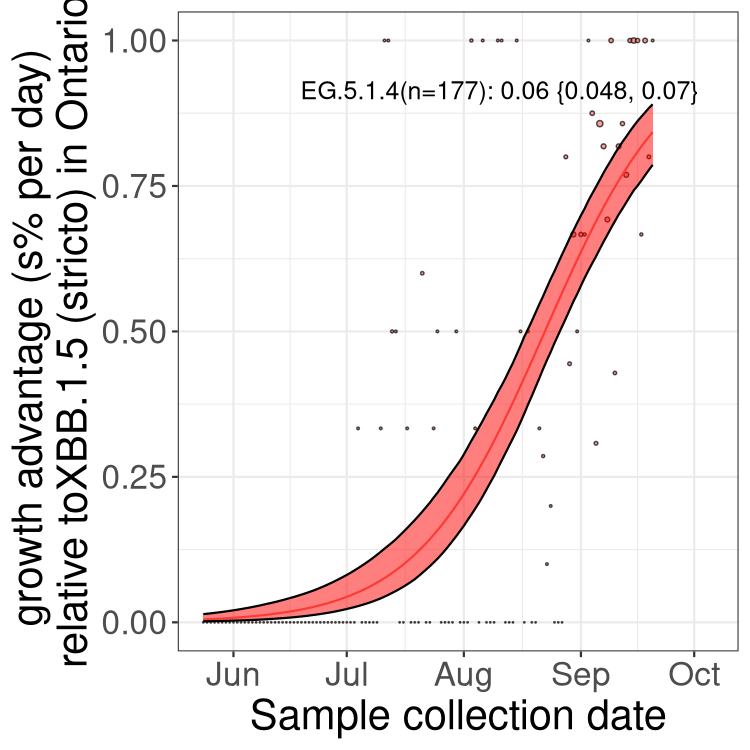 growth advantage (s% per day)
relative toXBB.1.5 (stricto) in Ontario
1.00
0.75
0.50
0.25
0.00
EG.5.1.4(n=177): 0.06 {0.048, 0.07}
Jun Jul Aug Sep Oct
Sample collection date